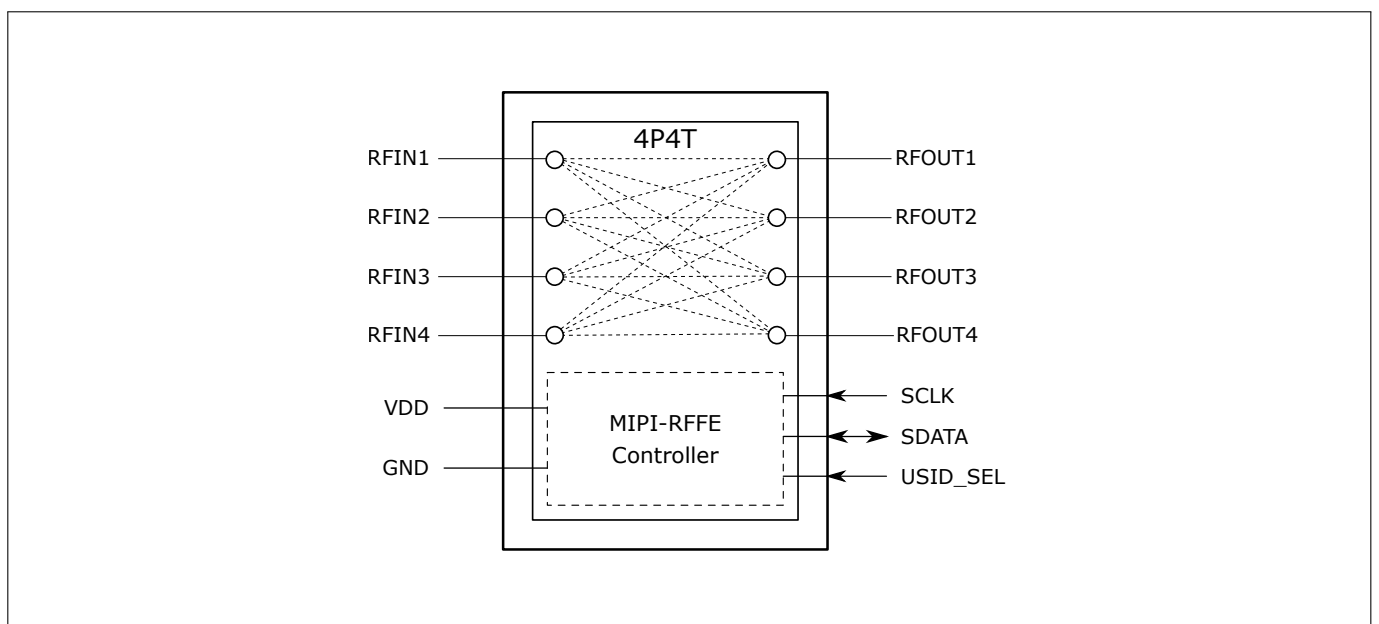 4P4T
RFIN1
RFOUT1
RFIN2
RFOUT2
RFIN3
RFOUT3
RFIN4
RFOUT4
VDD
GND
MIPI-RFFE
Controller
SCLK
SDATA
USID_SEL